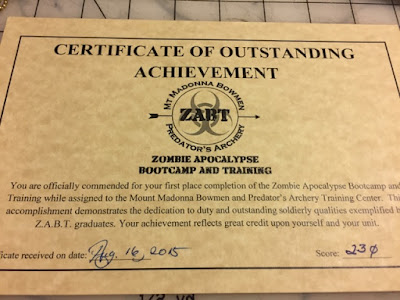 CERTIFICATE OF OUTSTANDING
ACHIEVEMENT
MT MADONNA BOWMEN
ZABT
PREDATOR'S ARCHERY
ZOMBIE APOCALYPSE
BOOTCAMP AND TRAINING
You are officially commended for your first place completion of the Zombie Apocalypse Bootcamp and
Training while assigned to the Mount Madonna Bowmen and Predator's Archery Training Center. This
accomplishment demonstrates the dedication to duty and outstanding soldierly qualities exemplified b
Z.A.B.T. graduates. Your achievement reflects great credit upon yourself and your unit.
ficate received on date: Aug. 16, 2015 Score: 230